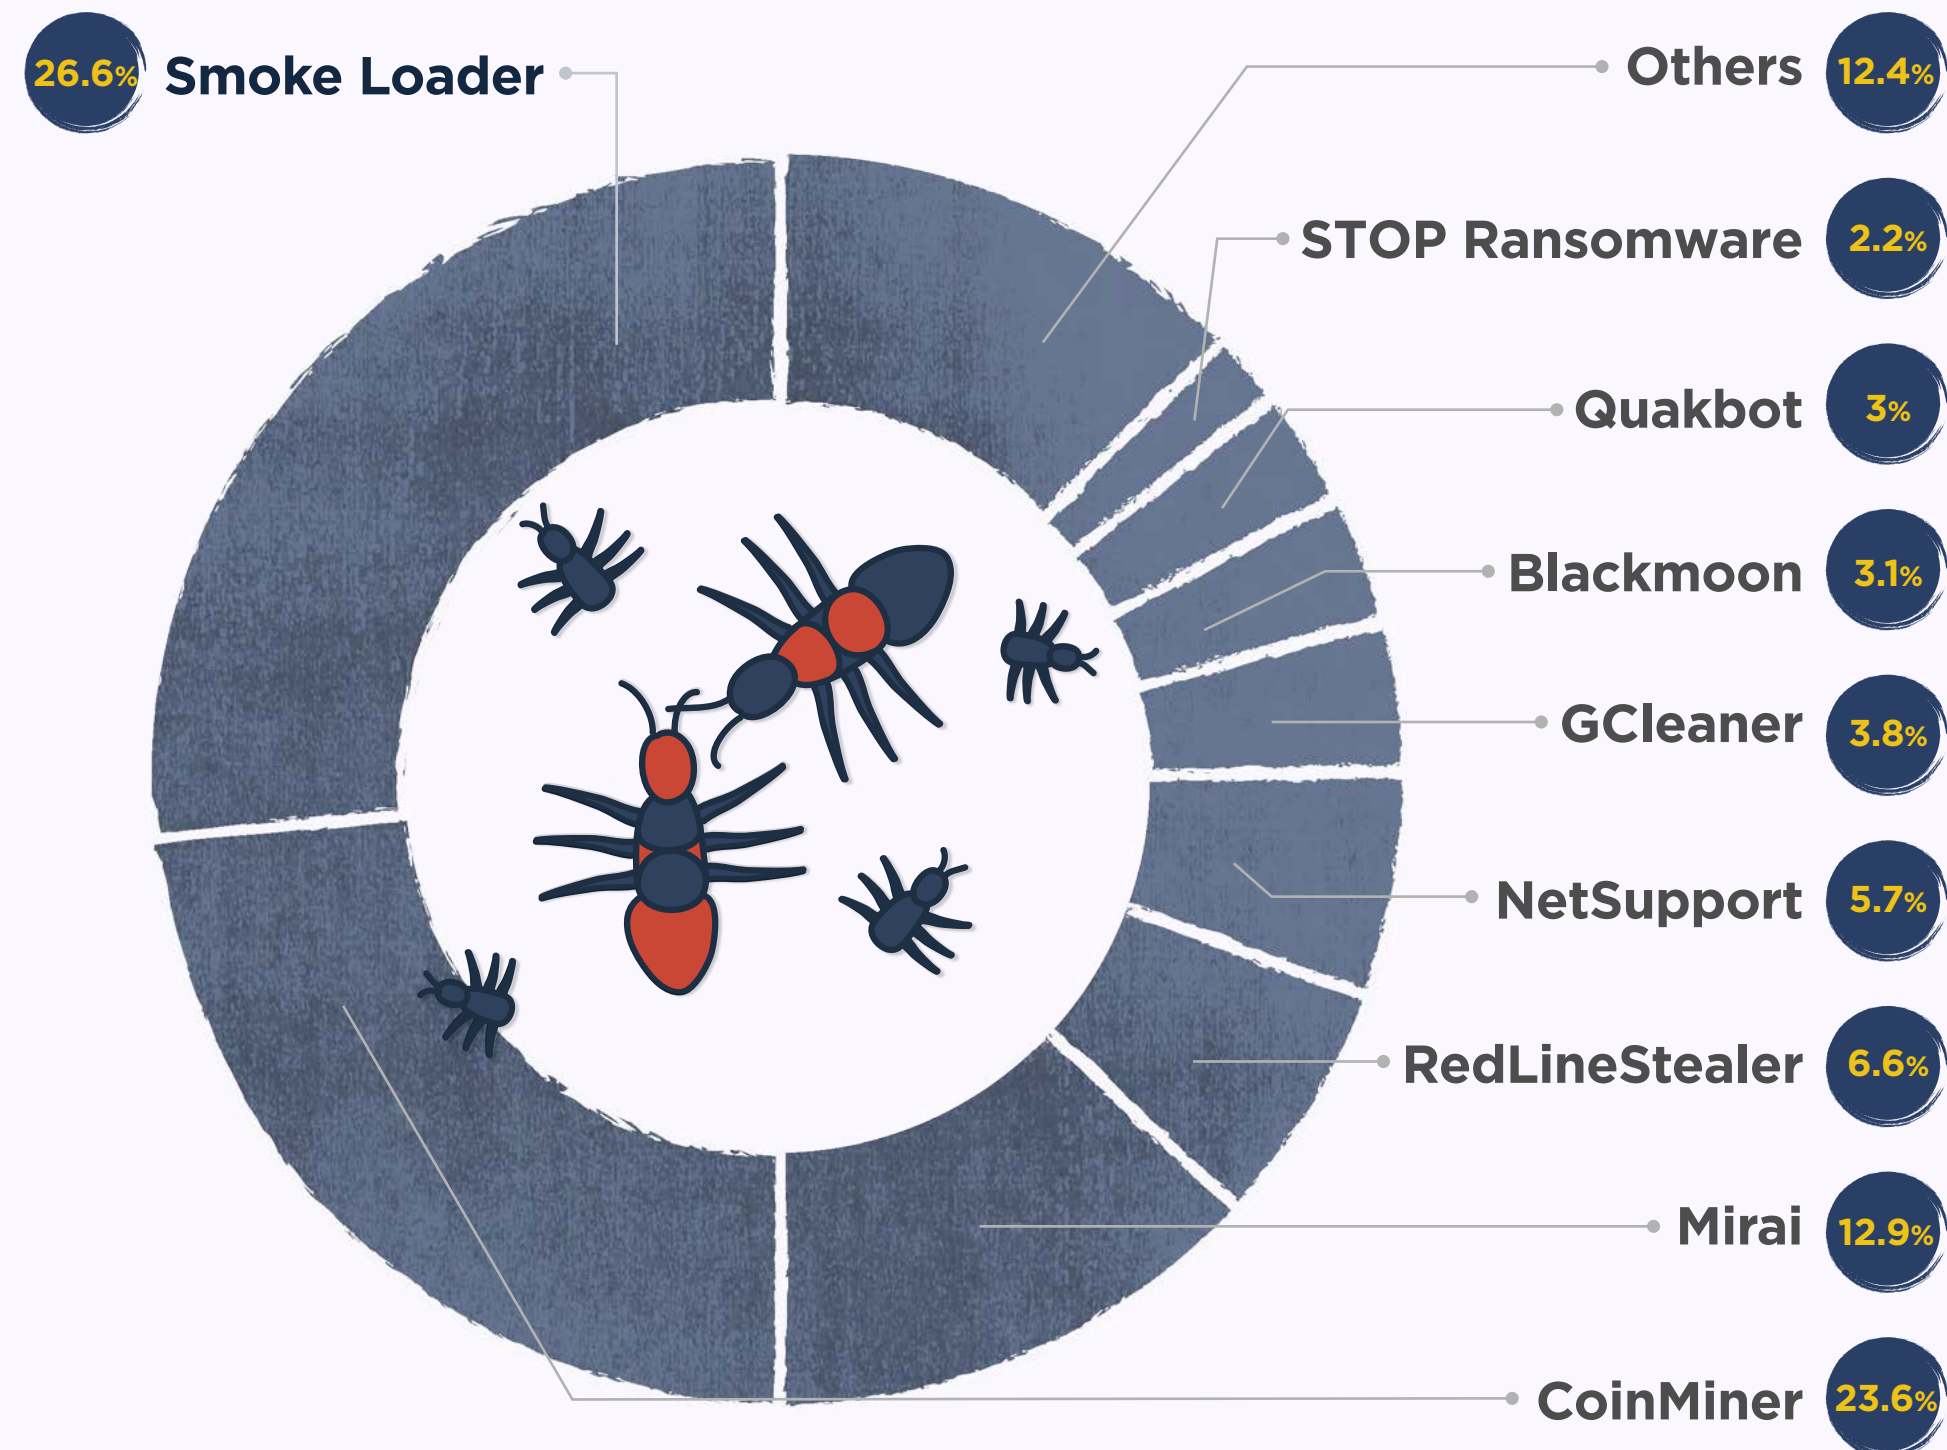 26.6% Smoke Loader
Others 12.4%
STOP Ransomware 2.2%
Quakbot 3%
Blackmoon 3.1%
GCleaner 3.8%
NetSupport 5.7%
RedLineStealer 6.6%
Mirai 12.9%
CoinMiner 23.6%